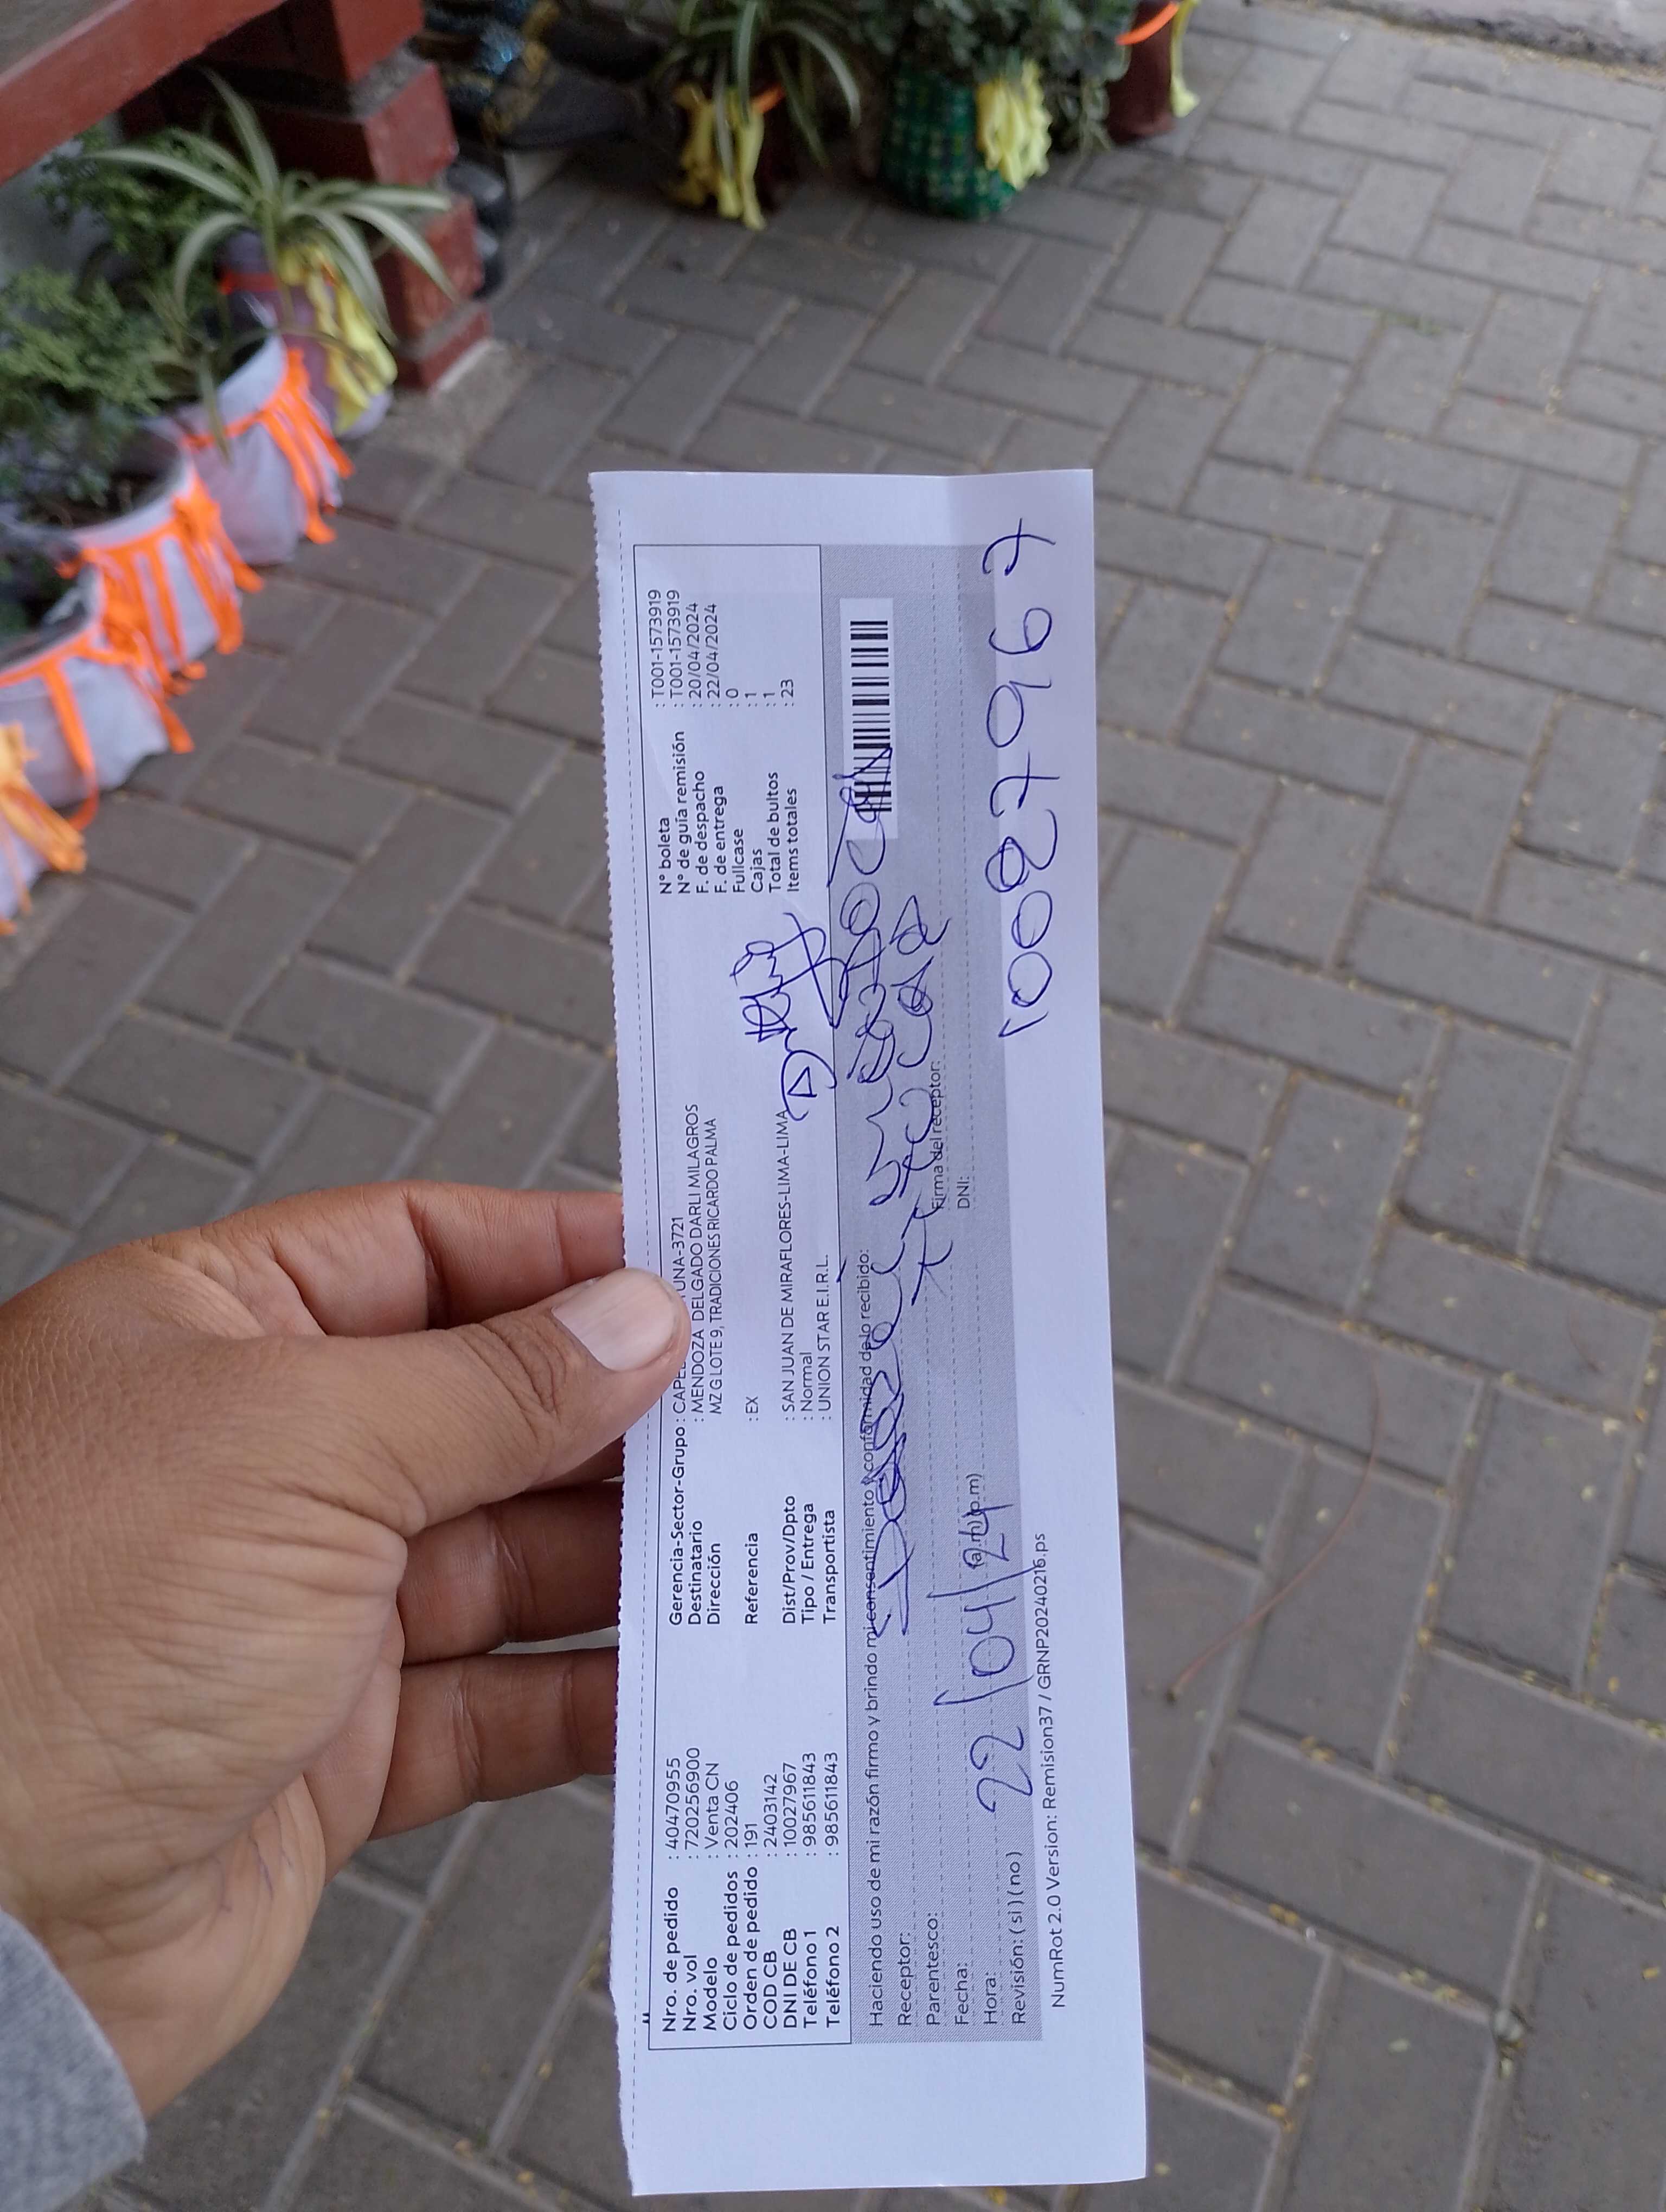 Nro. de pedido : 40470955
Nro. vol : 720256900
Modelo : Venta CN
Ciclo de pedidos : 202406
Orden de pedido : 191
COD CB : 2403142
DNI DE CB : 10027967
Teléfono 1 : 985611843
Teléfono 2 : 985611843
Gerencia-Sector-Grupo : UNA-3721
Destinatario : MENDOZA DELGADO DARLI MILAGROS
Dirección MZ G LOTE 9, TRADICIONES RICARDO PALMA
Referencia : EX
Dist/Prov/Dpto : SAN JUAN DE MIRAFLORES-LIMA-LIMA
Tipo / Entrega : Normal
Transportista : UNION STAR E.I.R.L.
N° boleta : T001-1573919
N° de guía remisión : T001-1573919
F. de despacho : 20/04/2024
F. de entrega : 22/04/2024
Fullcase : 0
Cajas : 1
Total de bultos : 1
Items totales : 23
Haciendo uso de mi razón firmo y brindo mi consentimiento y conformidad de lo recibido:
Receptor:
Parentesco:
Firma del receptor:
Fecha: 22/04/24
DNI: 10027967
Hora: (a.m) (p.m)
Revisión: (si) (no)
NumRot 2.0 Version: Remision37 / GRNP20240216.ps